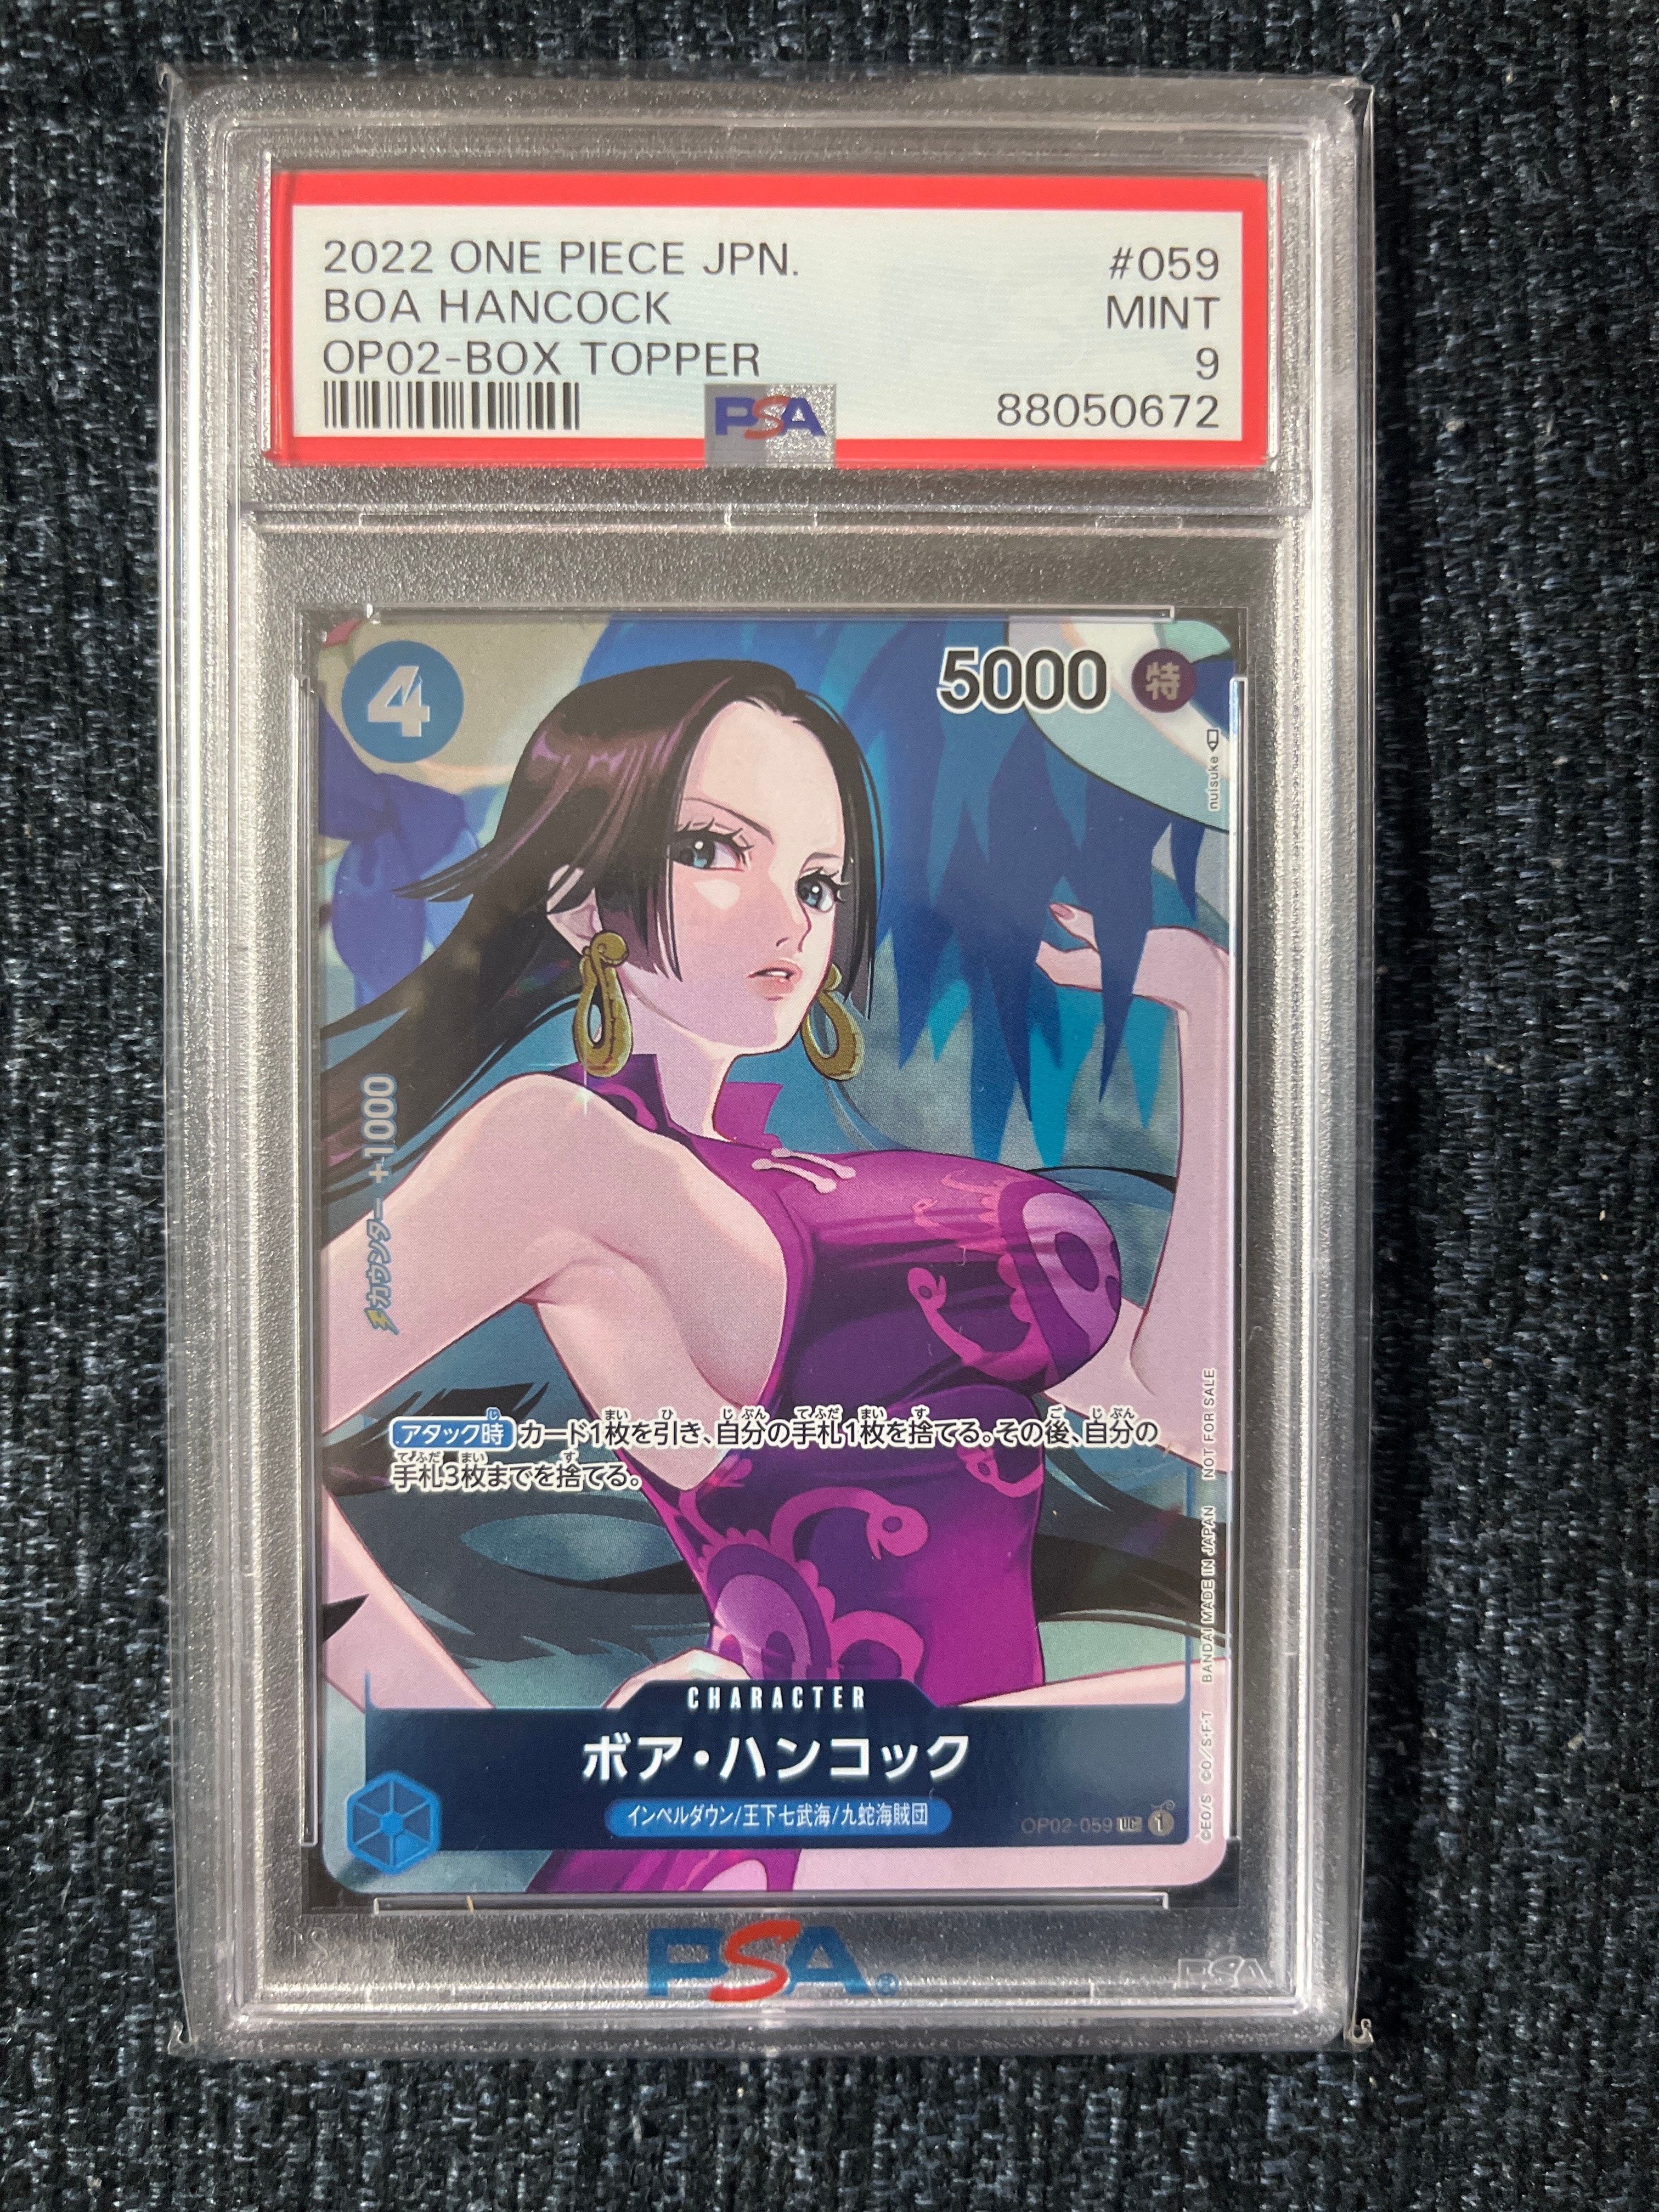 2022 ONE PIECE JPN. #059
BOA HANCOCK MINT
OP02-BOX TOPPER 9
88050672
PSA
4
5000 特
nuisuke
カウンター +1000
アタック時 カード1枚を引き、自分の手札1枚を捨てる。その後、自分の
手札3枚までを捨てる。
CHARACTER
ボア・ハンコック
インペルダウン/王下七武海/九蛇海賊団
OP02-059 UC 1
©EO/S ©O/S・F・T BANDAI MADE IN JAPAN NOT FOR SALE
PSA®
PSA